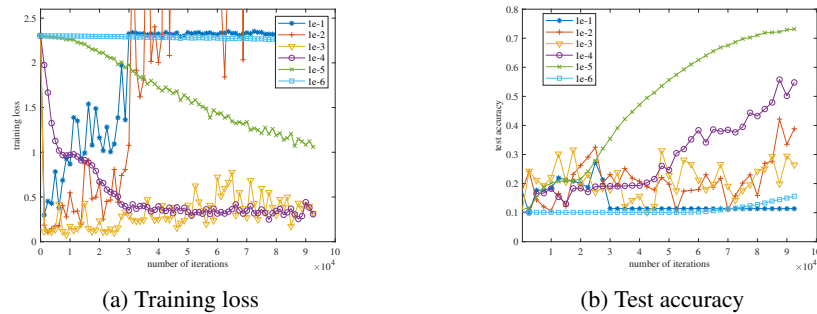 2.5
2
1.5
1
0.5
0
training loss
0 1 2 3 4 5 6 7 8 9 10
×10⁴
number of iterations
1e-1
1e-2
1e-3
1e-4
1e-5
1e-6
(a) Training loss
0.8
0.7
0.6
0.5
0.4
0.3
0.2
0.1
0
test accuracy
1 2 3 4 5 6 7 8 9 10
×10⁴
number of iterations
1e-1
1e-2
1e-3
1e-4
1e-5
1e-6
(b) Test accuracy